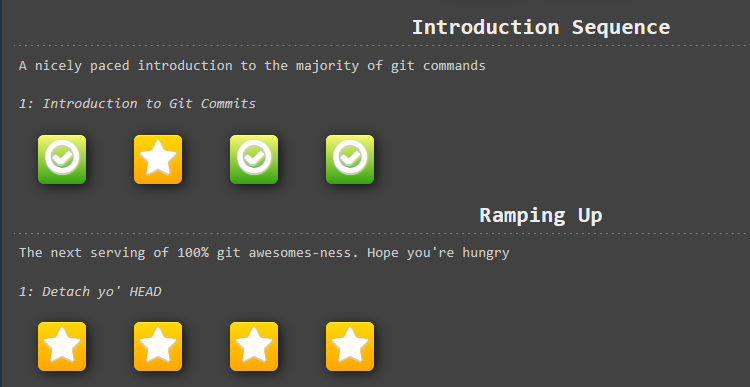 Introduction Sequence
A nicely paced introduction to the majority of git commands
1: Introduction to Git Commits
Ramping Up
The next serving of 100% git awesomes-ness. Hope you're hungry
1: Detach yo' HEAD